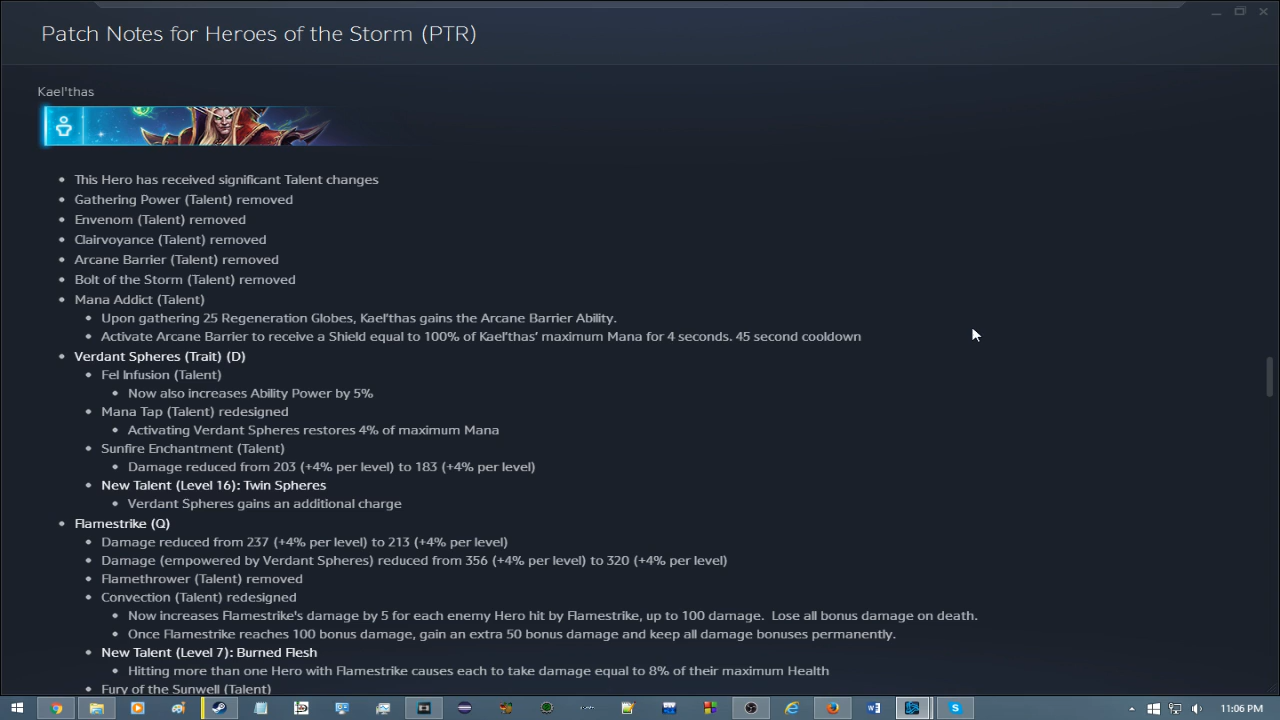 Patch Notes for Heroes of the Storm (PTR)
Kael'thas
This Hero has received significant Talent changes
Gathering Power (Talent) removed
Envenom (Talent) removed
Clairvoyance (Talent) removed
Arcane Barrier (Talent) removed
Bolt of the Storm (Talent) removed
Mana Addict (Talent)
Upon gathering 25 Regeneration Globes, Kael'thas gains the Arcane Barrier Ability.
Activate Arcane Barrier to receive a Shield equal to 100% of Kael'thas' maximum Mana for 4 seconds. 45 second cooldown
Verdant Spheres (Trait) (D)
Fel Infusion (Talent)
Now also increases Ability Power by 5%
Mana Tap (Talent) redesigned
Activating Verdant Spheres restores 4% of maximum Mana
Sunfire Enchantment (Talent)
Damage reduced from 203 (+4% per level) to 183 (+4% per level)
New Talent (Level 16): Twin Spheres
Verdant Spheres gains an additional charge
Flamestrike (Q)
Damage reduced from 237 (+4% per level) to 213 (+4% per level)
Damage (empowered by Verdant Spheres) reduced from 356 (+4% per level) to 320 (+4% per level)
Flamethrower (Talent) removed
Convection (Talent) redesigned
Now increases Flamestrike's damage by 5 for each enemy Hero hit by Flamestrike, up to 100 damage.  Lose all bonus damage on death.
Once Flamestrike reaches 100 bonus damage, gain an extra 50 bonus damage and keep all damage bonuses permanently.
New Talent (Level 7): Burned Flesh
Hitting more than one Hero with Flamestrike causes each to take damage equal to 8% of their maximum Health
Fury of the Sunwell (Talent)
11:06 PM